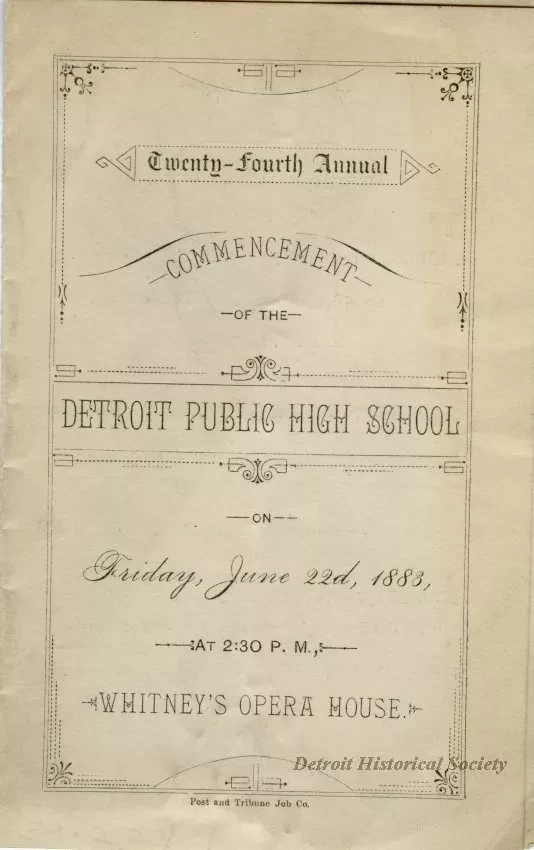 Twenty-Fourth Annual
COMMENCEMENT
—OF THE—
DETROIT PUBLIC HIGH SCHOOL
—ON—
Friday, June 22d, 1883,
AT 2:30 P. M.,
WHITNEY'S OPERA HOUSE.
Detroit Historical Society
Post and Tribune Job Co.